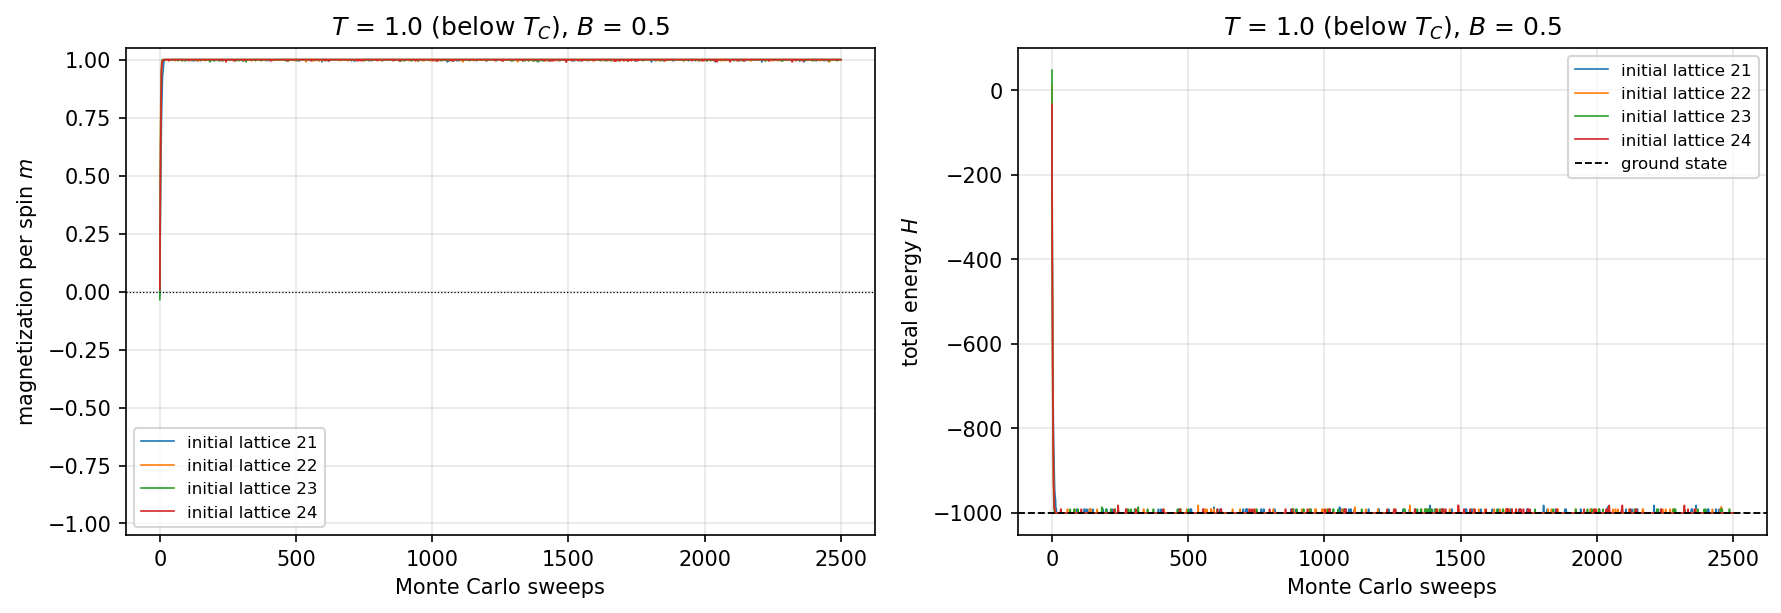 T = 1.0 (below T_C), B = 0.5
magnetization per spin m
1.00
0.75
0.50
0.25
0.00
−0.25
−0.50
−0.75
−1.00
initial lattice 21
initial lattice 22
initial lattice 23
initial lattice 24
0 500 1000 1500 2000 2500
Monte Carlo sweeps
T = 1.0 (below T_C), B = 0.5
total energy H
0
−200
−400
−600
−800
−1000
initial lattice 21
initial lattice 22
initial lattice 23
initial lattice 24
ground state
0 500 1000 1500 2000 2500
Monte Carlo sweeps